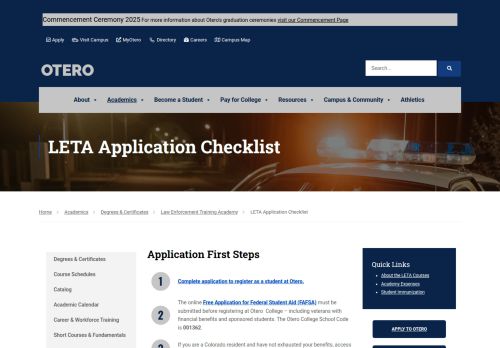 Commencement Ceremony 2025 For more information about Otero's graduation ceremonies visit our Commencement Page
Apply Visit Campus MyOtero Directory Careers Campus Map
OTERO
Search ...
About Academics Become a Student Pay for College Resources Campus & Community Athletics
LETA Application Checklist
Home Academics Degrees & Certificates Law Enforcement Training Academy LETA Application Checklist
Degrees & Certificates
Course Schedules
Catalog
Academic Calendar
Career & Workforce Training
Short Courses & Fundamentals
Application First Steps
1 Complete application to register as a student at Otero.
2 The online Free Application for Federal Student Aid (FAFSA) must be
submitted before registering at Otero College – including veterans with
financial benefits and sponsored students. The Otero College School Code
is 001362.
3 If you are a Colorado resident and have not exhausted your benefits, access
Quick Links
About the LETA Courses
Academy Expenses
Student Immunization
APPLY TO OTERO